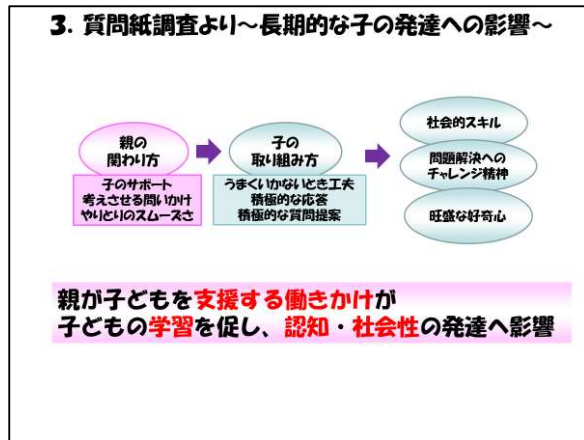 3. 質問紙調査より～長期的な子の発達への影響～
親の
関わり方
子のサポート
考えさせる問いかけ
やりとりのスムーズさ
子の
取り組み方
うまくいかないとき工夫
積極的な応答
積極的な質問提案
社会的スキル
問題解決への
チャレンジ精神
旺盛な好奇心
親が子どもを支援する働きかけが
子どもの学習を促し、認知・社会性の発達へ影響